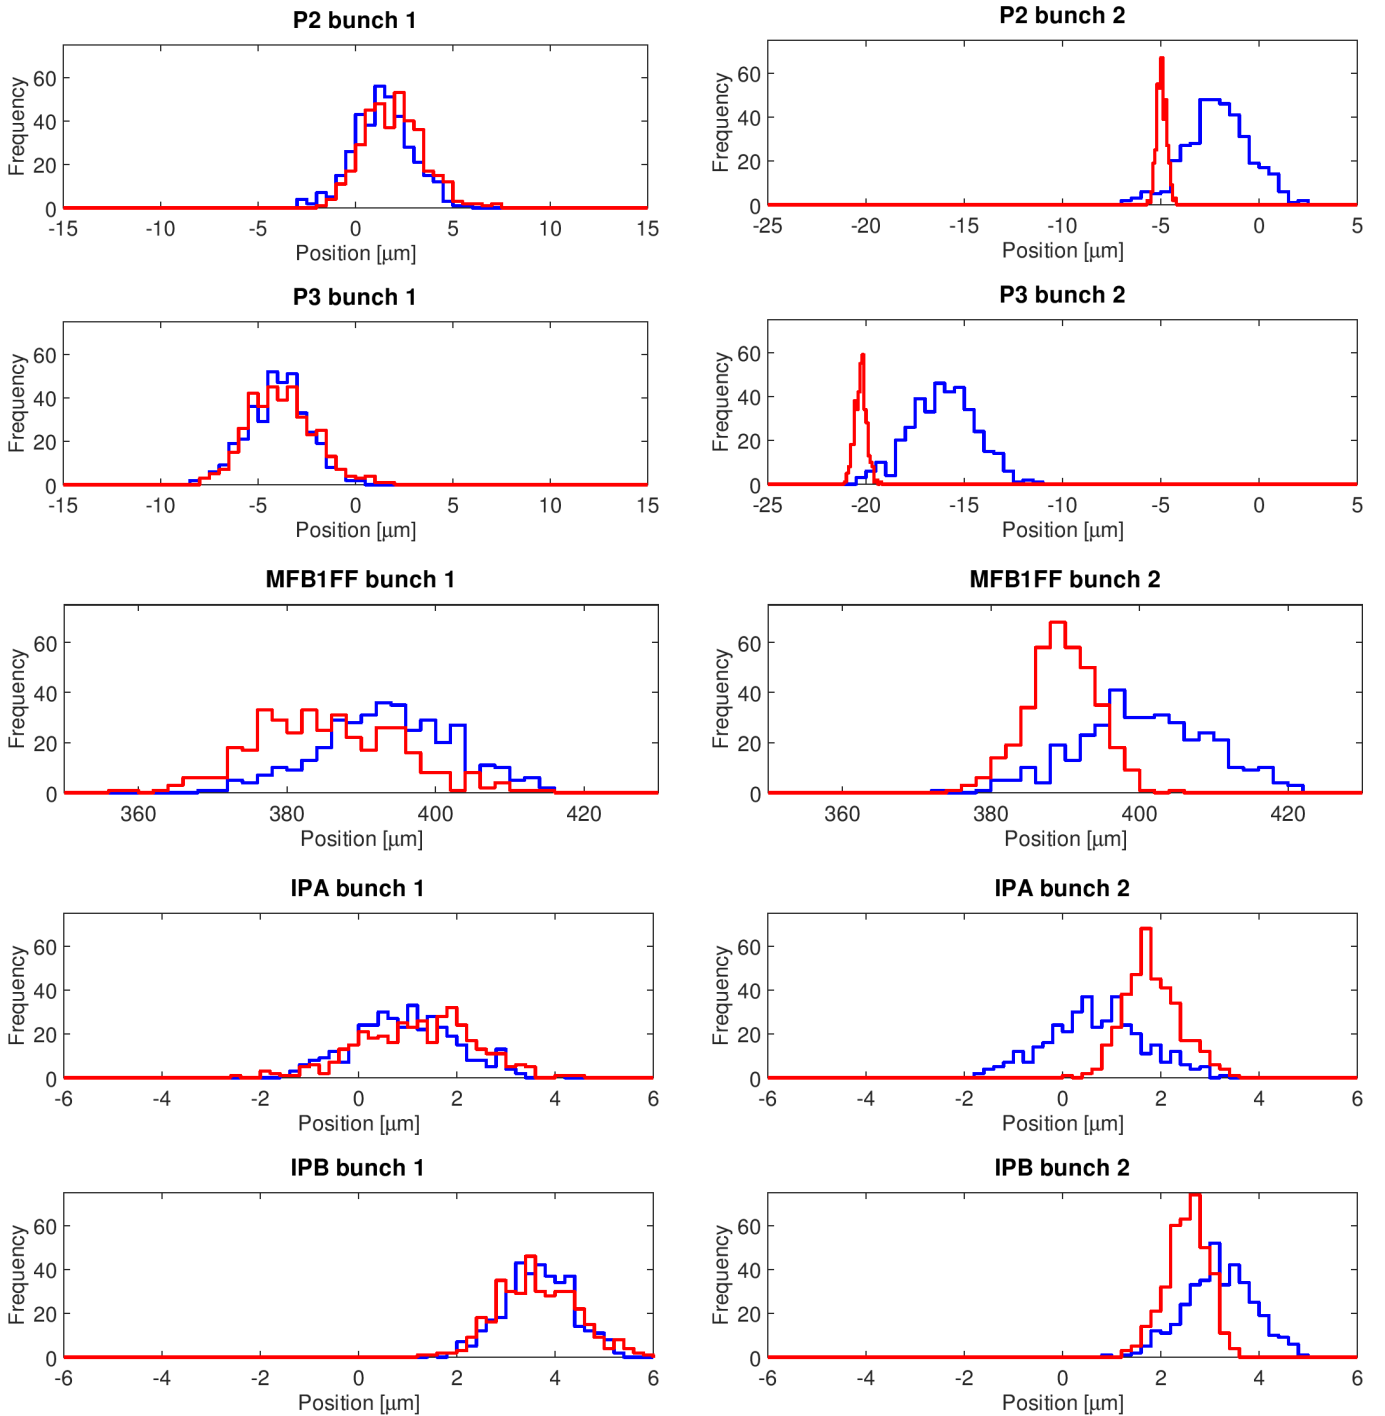 P2 bunch 1
Frequency
60
40
20
0
-15 -10 -5 0 5 10 15
Position [μm]
P2 bunch 2
Frequency
60
40
20
0
-25 -20 -15 -10 -5 0 5
Position [μm]
P3 bunch 1
Frequency
60
40
20
0
-15 -10 -5 0 5 10 15
Position [μm]
P3 bunch 2
Frequency
60
40
20
0
-25 -20 -15 -10 -5 0 5
Position [μm]
MFB1FF bunch 1
Frequency
60
40
20
0
360 380 400 420
Position [μm]
MFB1FF bunch 2
Frequency
60
40
20
0
360 380 400 420
Position [μm]
IPA bunch 1
Frequency
60
40
20
0
-6 -4 -2 0 2 4 6
Position [μm]
IPA bunch 2
Frequency
60
40
20
0
-6 -4 -2 0 2 4 6
Position [μm]
IPB bunch 1
Frequency
60
40
20
0
-6 -4 -2 0 2 4 6
Position [μm]
IPB bunch 2
Frequency
60
40
20
0
-6 -4 -2 0 2 4 6
Position [μm]